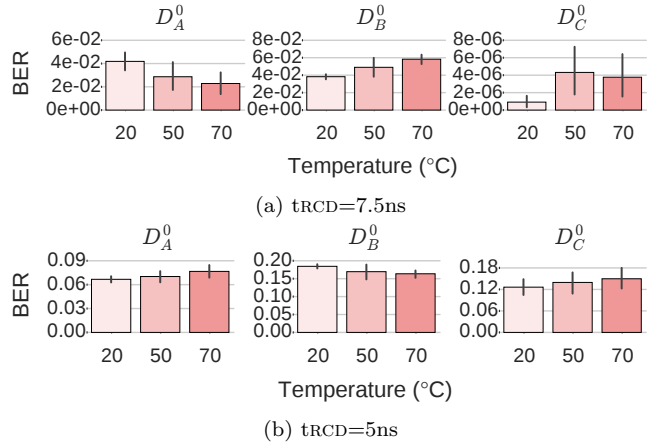 D_A^0 D_B^0 D_C^0
BER
6e-02 4e-02 2e-02 0e+00
8e-02 6e-02 4e-02 2e-02 0e+00
8e-06 6e-06 4e-06 2e-06 0e+00
20 50 70 20 50 70 20 50 70
Temperature (°C)
(a) tRCD=7.5ns
D_A^0 D_B^0 D_C^0
BER
0.09 0.06 0.03 0.00
0.20 0.15 0.10 0.05 0.00
0.18 0.12 0.06 0.00
20 50 70 20 50 70 20 50 70
Temperature (°C)
(b) tRCD=5ns